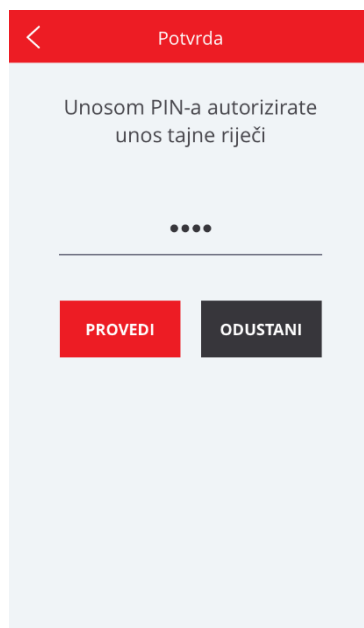 Potvrda
Unosom PIN-a autorizirate
unos tajne riječi
••••
PROVEDI
ODUSTANI